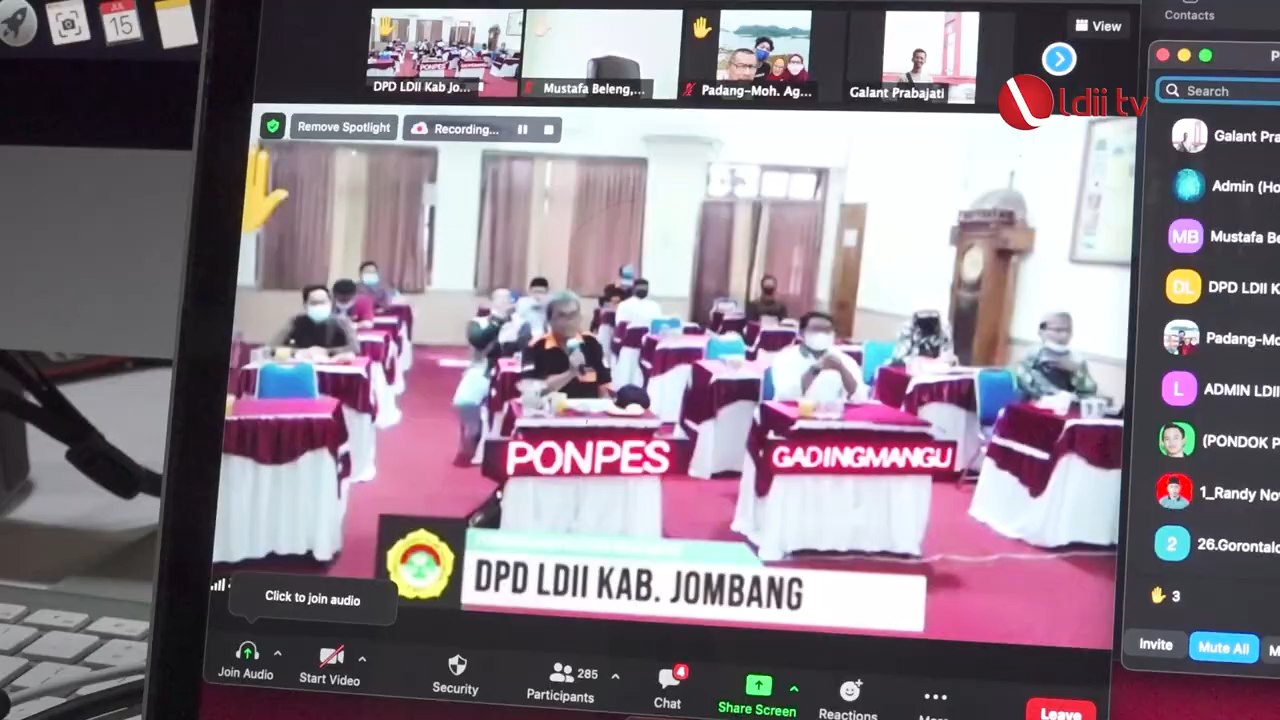 JUL
15
DPD LDII Kab Jo...
Mustafa Beleng,...
Padang-Moh. Ag...
Galant Prabajati
View
Contacts
ldii tv
Search
Remove Spotlight
Recording...
Galant Pra
Admin (Ho
Mustafa Be
MB
DPD LDII K
DL
Padang-Mo
ADMIN LDII
L
(PONDOK P
1_Randy Nov
26.Gorontalo
2
3
Invite
Mute All
M
PONPES
GADINGMANGU
DPD LDII KAB. JOMBANG
Click to join audio
Join Audio
Start Video
Security
285
Participants
4
Chat
Share Screen
Reactions
Leave